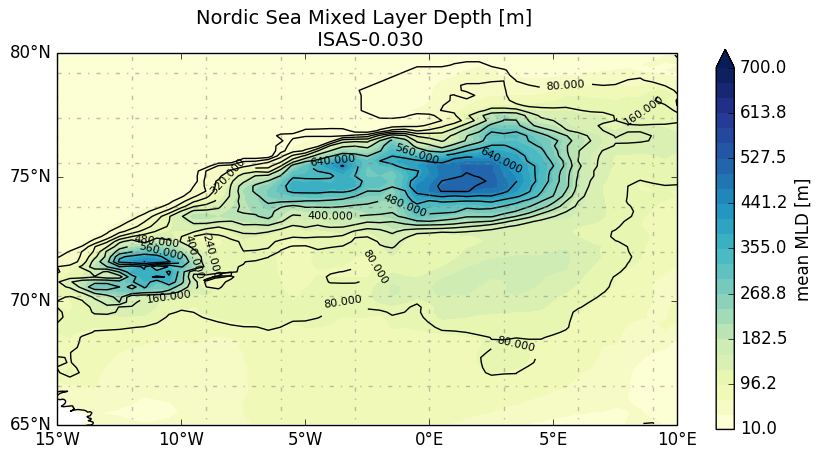 Nordic Sea Mixed Layer Depth [m]
ISAS-0.030
80°N
75°N
70°N
65°N
15°W
10°W
5°W
0°E
5°E
10°E
80.000
160.000
320.000
640.000
560.000
640.000
480.000
400.000
480.000
560.000
400.000
240.000
160.000
80.000
80.000
80.000
700.0
613.8
527.5
441.2
355.0
268.8
182.5
96.2
10.0
mean MLD [m]